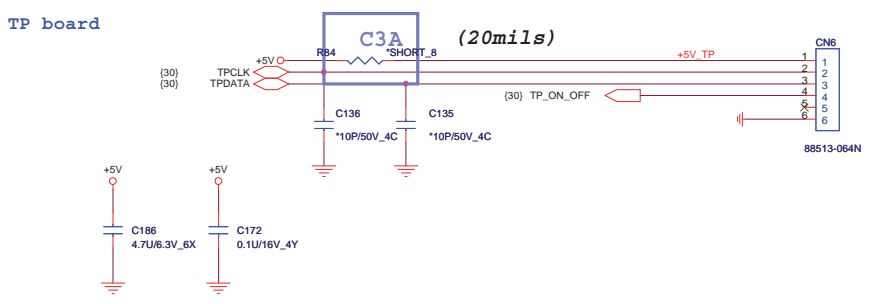 TP board
C3A
(20mils)
CN6
+5V
R84
*SHORT_8
+5V_TP
1
1
{30}
TPCLK
2
2
{30}
TPDATA
3
3
{30}
TP_ON_OFF
4
4
5
5
6
6
C136
*10P/50V_4C
C135
*10P/50V_4C
88513-064N
+5V
+5V
C186
4.7U/6.3V_6X
C172
0.1U/16V_4Y